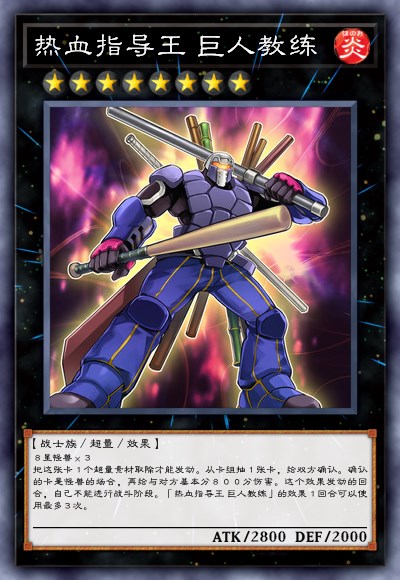 热血指导王 巨人教练
ほのお
炎
【战士族/超量/效果】
８星怪兽×３
把这张卡１个超量素材取除才能发动。从卡组抽１张卡，给双方确认。确认
的卡是怪兽的场合，再给与对方基本分８００分伤害。这个效果发动的回
合，自己不能进行战斗阶段。「热血指导王 巨人教练」的效果１回合可以使
用最多３次。
ATK/2800 DEF/2000